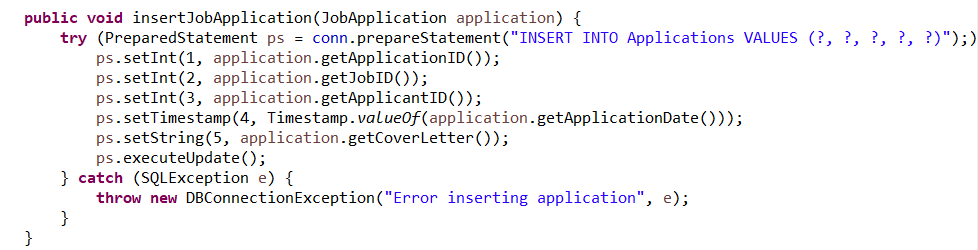 public void insertJobApplication(JobApplication application) {
    try (PreparedStatement ps = conn.prepareStatement("INSERT INTO Applications VALUES (?, ?, ?, ?, ?)");)
        ps.setInt(1, application.getApplicationID());
        ps.setInt(2, application.getJobID());
        ps.setInt(3, application.getApplicantID());
        ps.setTimestamp(4, Timestamp.valueOf(application.getApplicationDate()));
        ps.setString(5, application.getCoverLetter());
        ps.executeUpdate();
    } catch (SQLException e) {
        throw new DBConnectionException("Error inserting application", e);
    }
}